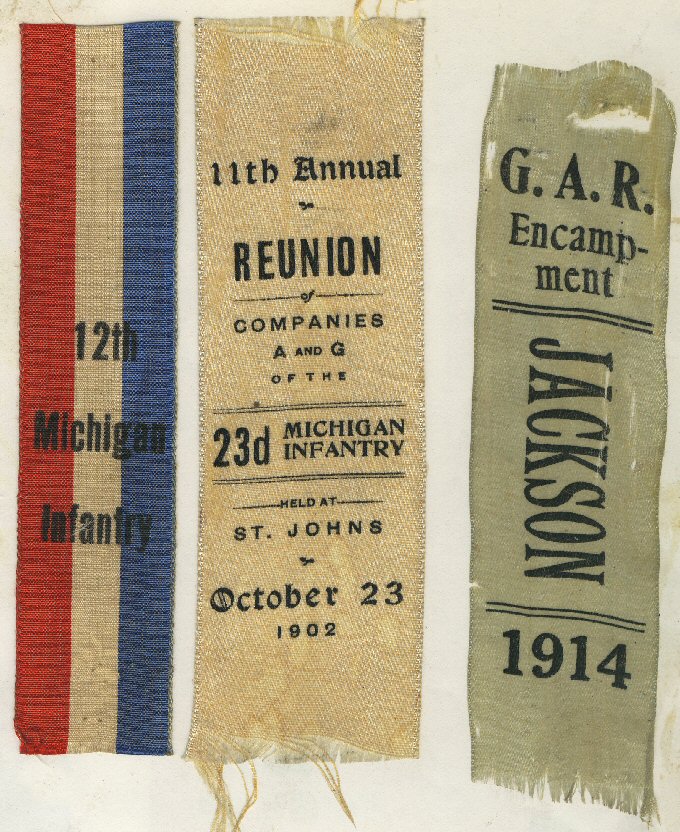 12th
Michigan
Infantry
11th Annual
REUNION
of
COMPANIES
A AND G
OF THE
23d MICHIGAN
INFANTRY
HELD AT
ST. JOHNS
October 23
1902
G. A. R.
Encamp-
ment
JACKSON
1914